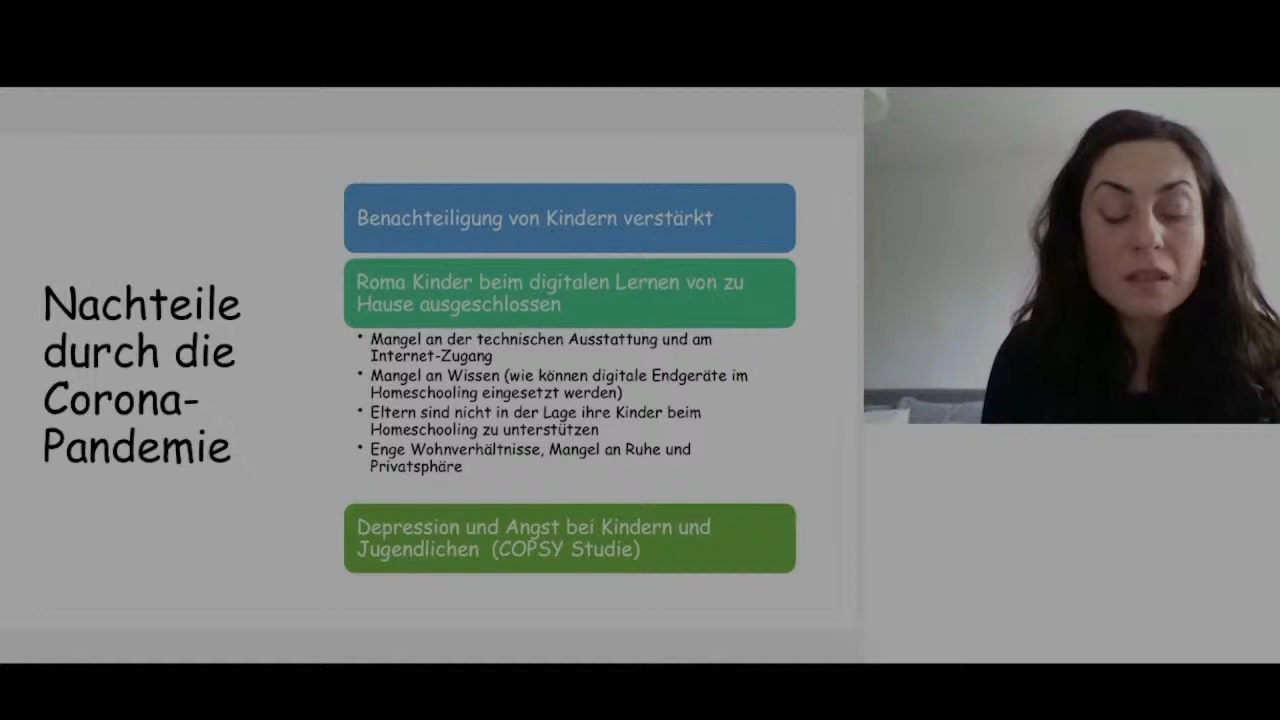 Nachteile
durch die
Corona-
Pandemie
Benachteiligung von Kindern verstärkt
Roma Kinder beim digitalen Lernen von zu
Hause ausgeschlossen
• Mangel an der technischen Ausstattung und am
Internet-Zugang
• Mangel an Wissen (wie können digitale Endgeräte im
Homeschooling eingesetzt werden)
• Eltern sind nicht in der Lage ihre Kinder beim
Homeschooling zu unterstützen
• Enge Wohnverhältnisse, Mangel an Ruhe und
Privatsphäre
Depression und Angst bei Kindern und
Jugendlichen (COPSY Studie)